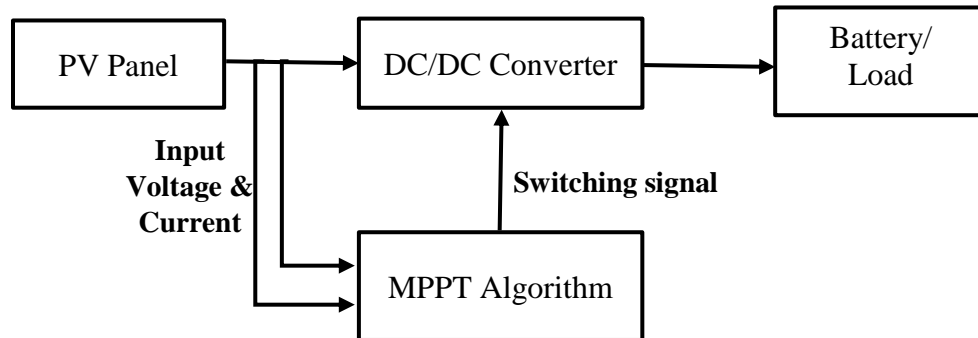 PV Panel
DC/DC Converter
Battery/
Load
Input
Voltage &
Current
Switching signal
MPPT Algorithm